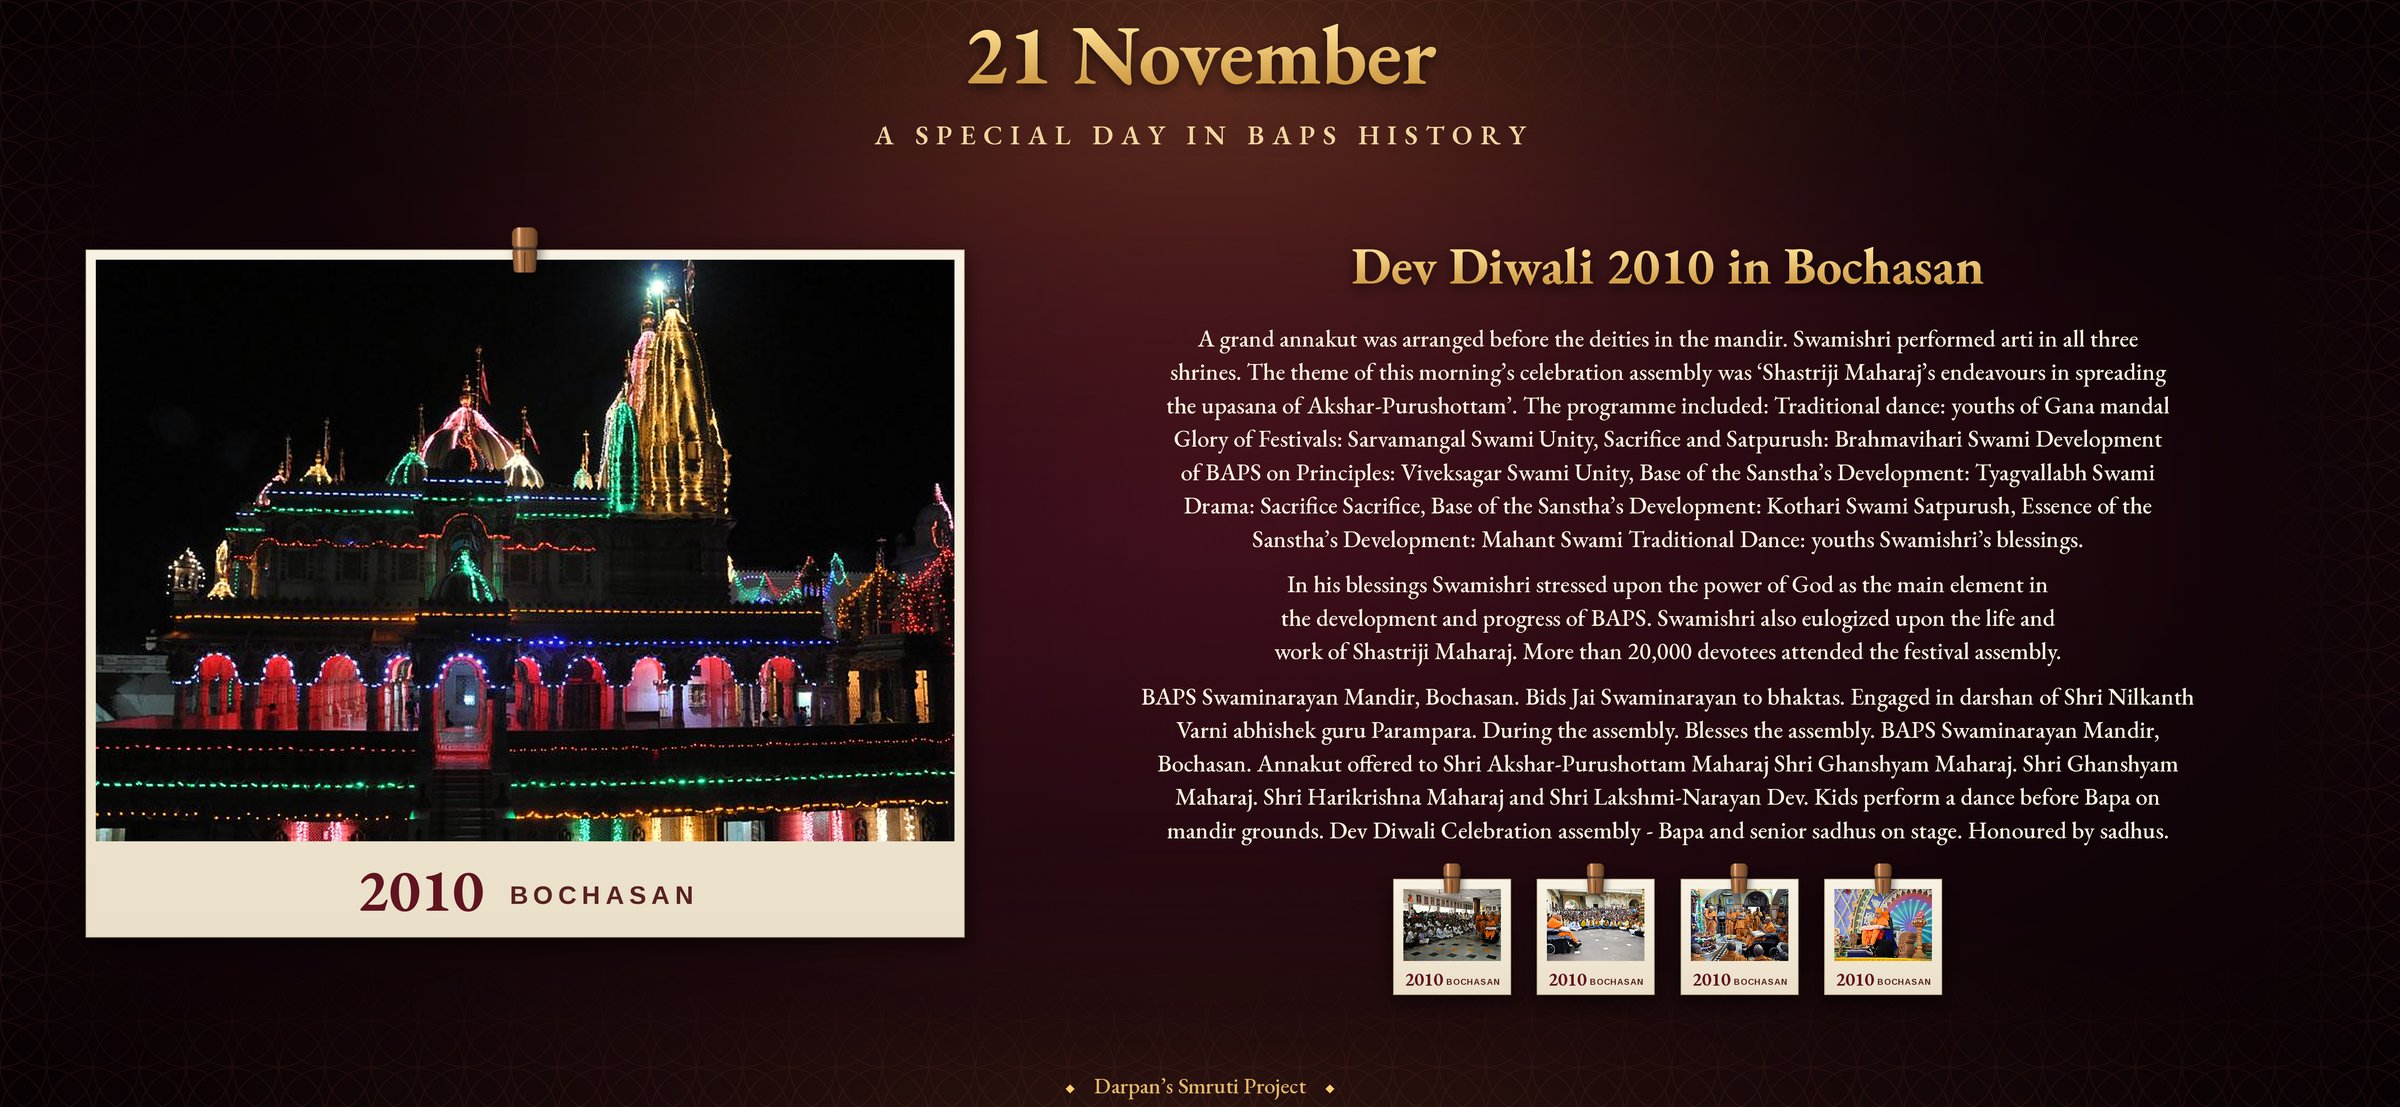 21 November
A SPECIAL DAY IN BAPS HISTORY
2010 BOCHASAN
Dev Diwali 2010 in Bochasan
A grand annakut was arranged before the deities in the mandir. Swamishri performed arti in all three
shrines. The theme of this morning’s celebration assembly was ‘Shastriji Maharaj’s endeavours in spreading
the upasana of Akshar-Purushottam’. The programme included: Traditional dance: youths of Gana mandal
Glory of Festivals: Sarvamangal Swami Unity, Sacrifice and Satpurush: Brahmavihari Swami Development
of BAPS on Principles: Viveksagar Swami Unity, Base of the Sanstha’s Development: Tyagvallabh Swami
Drama: Sacrifice Sacrifice, Base of the Sanstha’s Development: Kothari Swami Satpurush, Essence of the
Sanstha’s Development: Mahant Swami Traditional Dance: youths Swamishri’s blessings.
In his blessings Swamishri stressed upon the power of God as the main element in
the development and progress of BAPS. Swamishri also eulogized upon the life and
work of Shastriji Maharaj. More than 20,000 devotees attended the festival assembly.
BAPS Swaminarayan Mandir, Bochasan. Bids Jai Swaminarayan to bhaktas. Engaged in darshan of Shri Nilkanth
Varni abhishek guru Parampara. During the assembly. Blesses the assembly. BAPS Swaminarayan Mandir,
Bochasan. Annakut offered to Shri Akshar-Purushottam Maharaj Shri Ghanshyam Maharaj. Shri Ghanshyam
Maharaj. Shri Harikrishna Maharaj and Shri Lakshmi-Narayan Dev. Kids perform a dance before Bapa on
mandir grounds. Dev Diwali Celebration assembly - Bapa and senior sadhus on stage. Honoured by sadhus.
2010 BOCHASAN
2010 BOCHASAN
2010 BOCHASAN
2010 BOCHASAN
Darpan’s Smruti Project